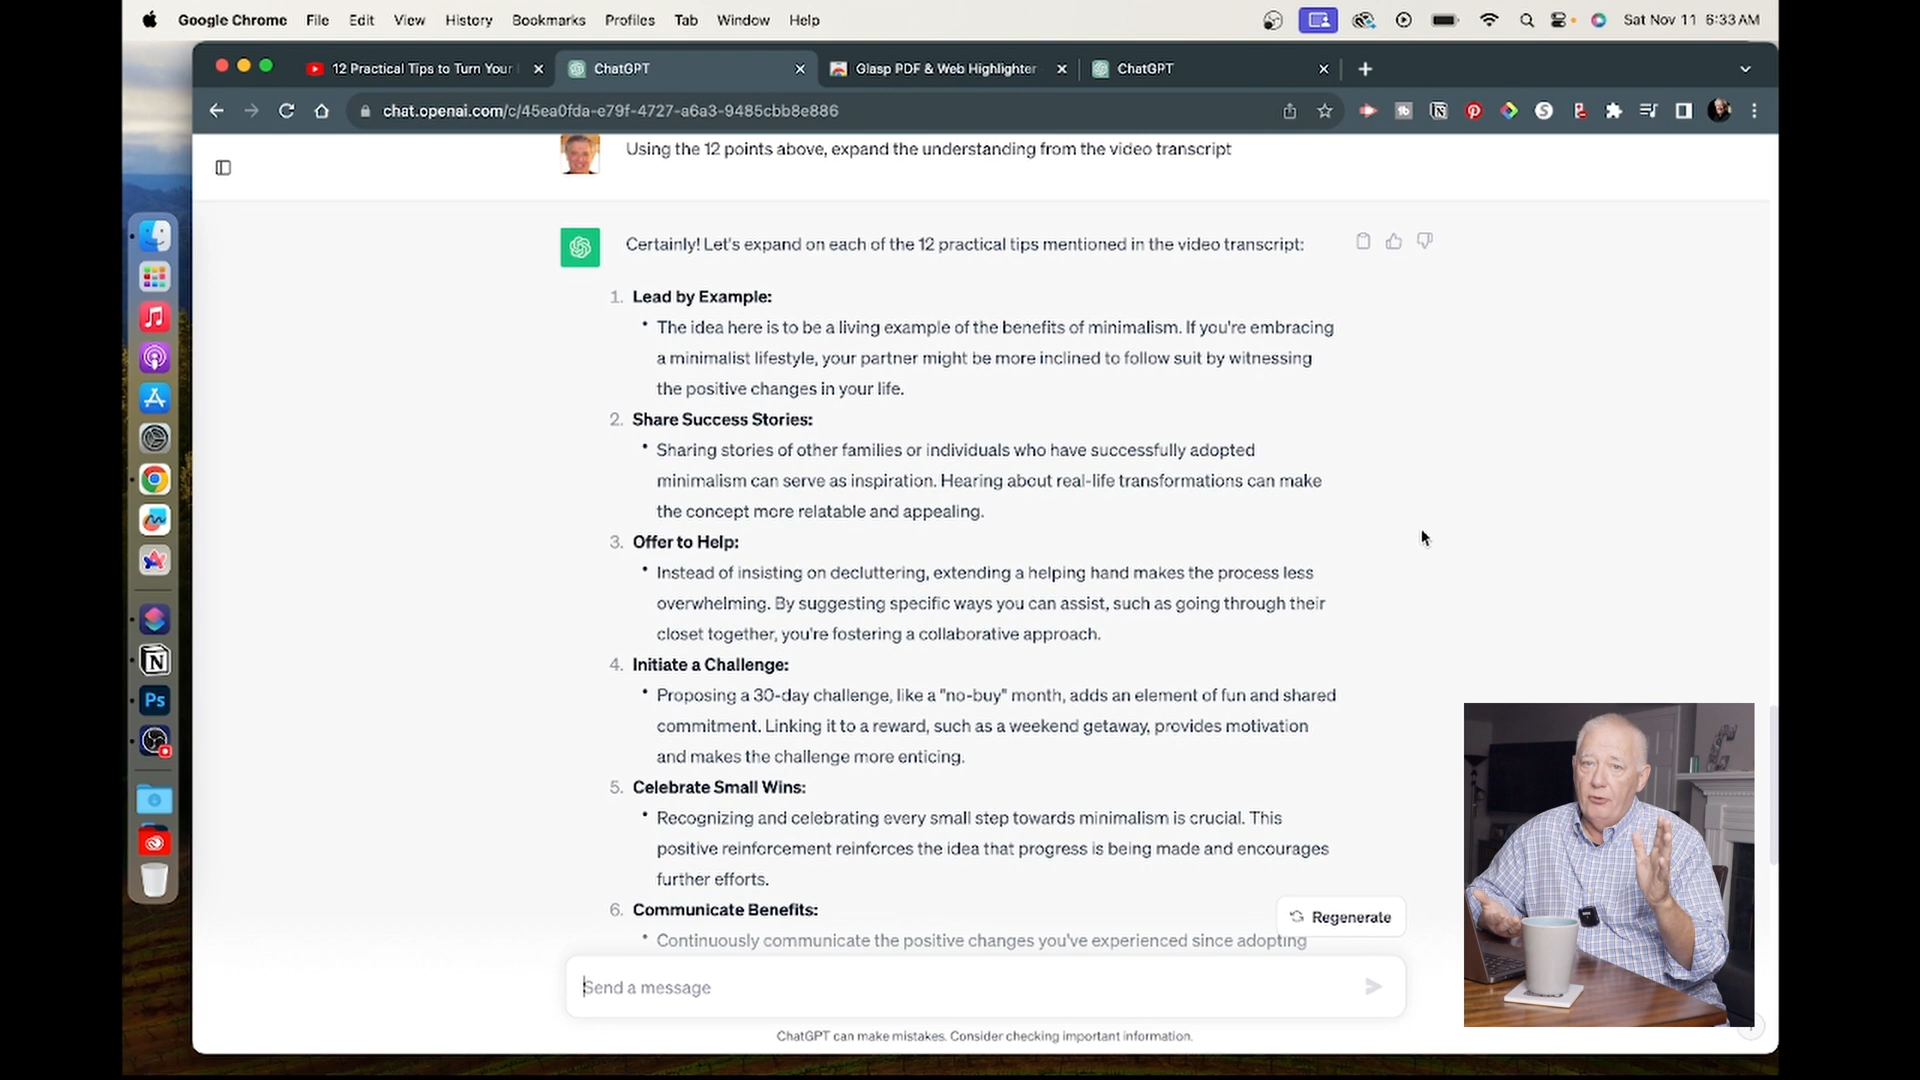 Google Chrome File Edit View History Bookmarks Profiles Tab Window Help Sat Nov 11 6:33 AM
12 Practical Tips to Turn Your ChatGPT Glasp PDF & Web Highlighter ChatGPT
chat.openai.com/c/45ea0fda-e79f-4727-a6a3-9485cbb8e886
Using the 12 points above, expand the understanding from the video transcript
Certainly! Let's expand on each of the 12 practical tips mentioned in the video transcript:
1. Lead by Example:
• The idea here is to be a living example of the benefits of minimalism. If you're embracing
a minimalist lifestyle, your partner might be more inclined to follow suit by witnessing
the positive changes in your life.
2. Share Success Stories:
• Sharing stories of other families or individuals who have successfully adopted
minimalism can serve as inspiration. Hearing about real-life transformations can make
the concept more relatable and appealing.
3. Offer to Help:
• Instead of insisting on decluttering, extending a helping hand makes the process less
overwhelming. By suggesting specific ways you can assist, such as going through their
closet together, you're fostering a collaborative approach.
4. Initiate a Challenge:
• Proposing a 30-day challenge, like a "no-buy" month, adds an element of fun and shared
commitment. Linking it to a reward, such as a weekend getaway, provides motivation
and makes the challenge more enticing.
5. Celebrate Small Wins:
• Recognizing and celebrating every small step towards minimalism is crucial. This
positive reinforcement reinforces the idea that progress is being made and encourages
further efforts.
6. Communicate Benefits:
Regenerate
• Continuously communicate the positive changes you've experienced since adopting
Send a message
ChatGPT can make mistakes. Consider checking important information.
N
Ps